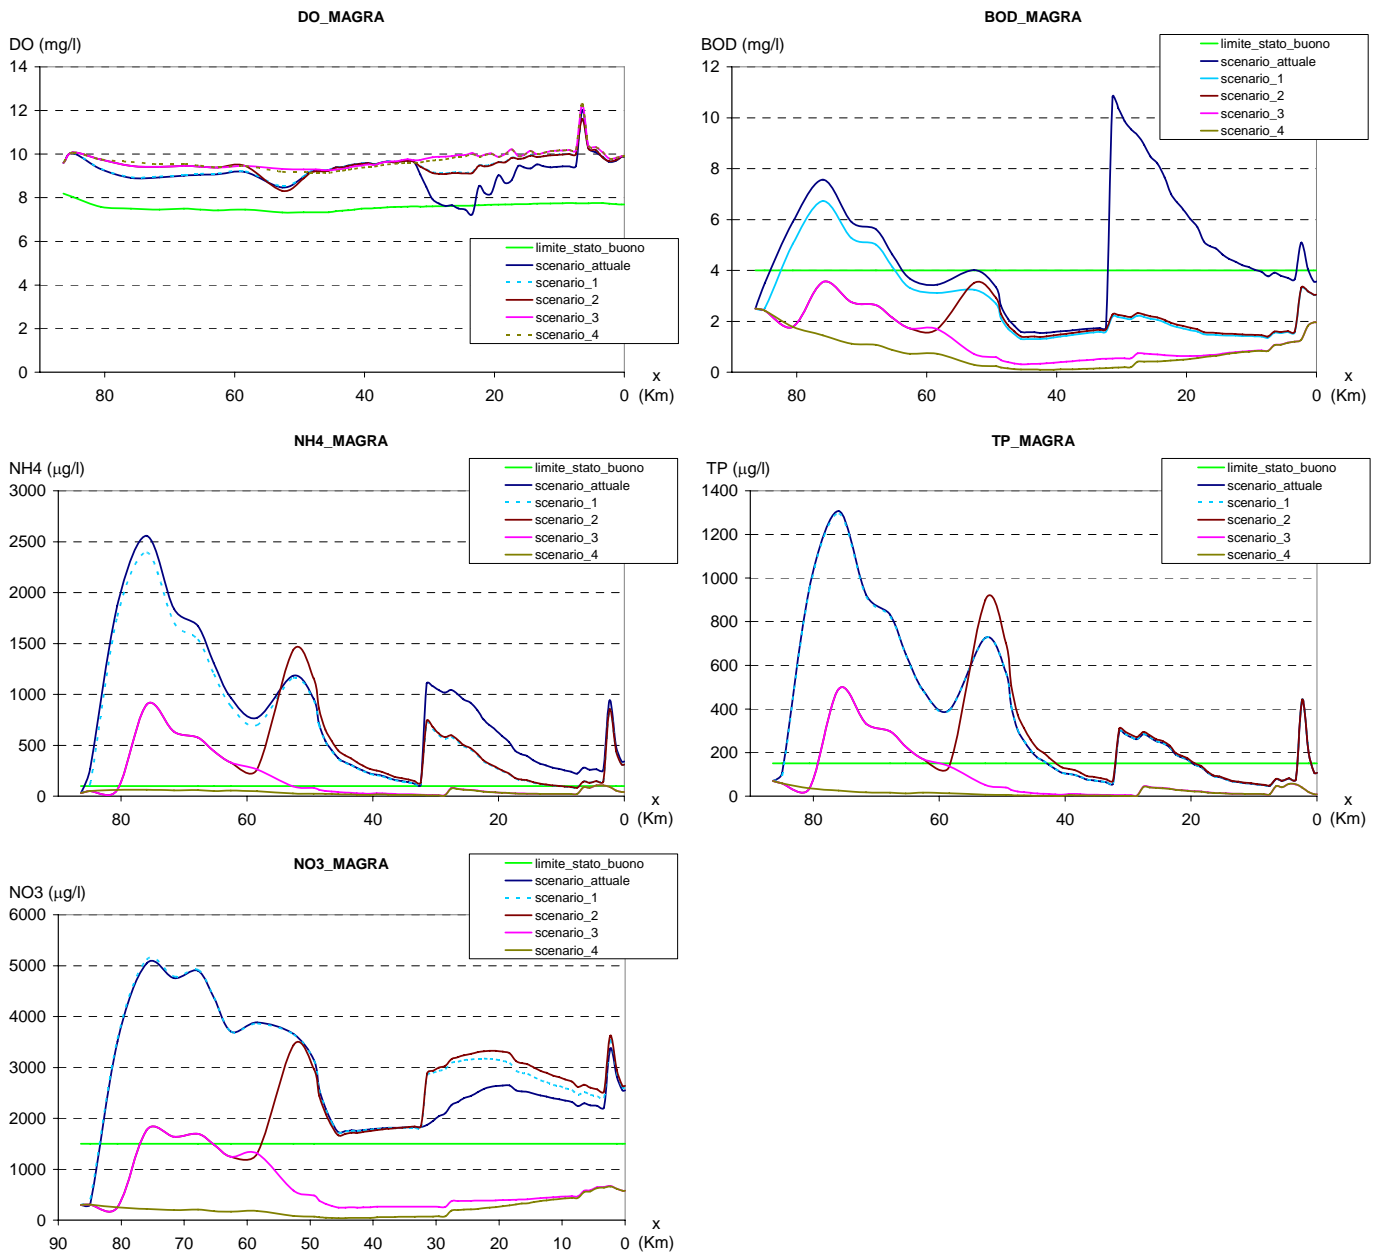 DO_MAGRA
DO (mg/l)
14
12
10
8
6
4
2
0
80
60
40
20
0
x
(Km)
limite_stato_buono
scenario_attuale
scenario_1
scenario_2
scenario_3
scenario_4
BOD_MAGRA
BOD (mg/l)
12
10
8
6
4
2
0
80
60
40
20
0
x
(Km)
limite_stato_buono
scenario_attuale
scenario_1
scenario_2
scenario_3
scenario_4
NH4_MAGRA
NH4 (µg/l)
3000
2500
2000
1500
1000
500
0
80
60
40
20
0
x
(Km)
limite_stato_buono
scenario_attuale
scenario_1
scenario_2
scenario_3
scenario_4
TP_MAGRA
TP (µg/l)
1400
1200
1000
800
600
400
200
0
80
60
40
20
0
x
(Km)
limite_stato_buono
scenario_attuale
scenario_1
scenario_2
scenario_3
scenario_4
NO3_MAGRA
NO3 (µg/l)
6000
5000
4000
3000
2000
1000
0
90
80
70
60
50
40
30
20
10
0
x
(Km)
limite_stato_buono
scenario_attuale
scenario_1
scenario_2
scenario_3
scenario_4